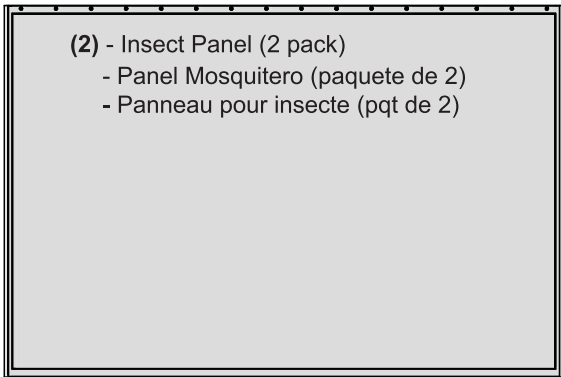 (2) - Insect Panel (2 pack)
- Panel Mosquitero (paquete de 2)
- Panneau pour insecte (pqt de 2)